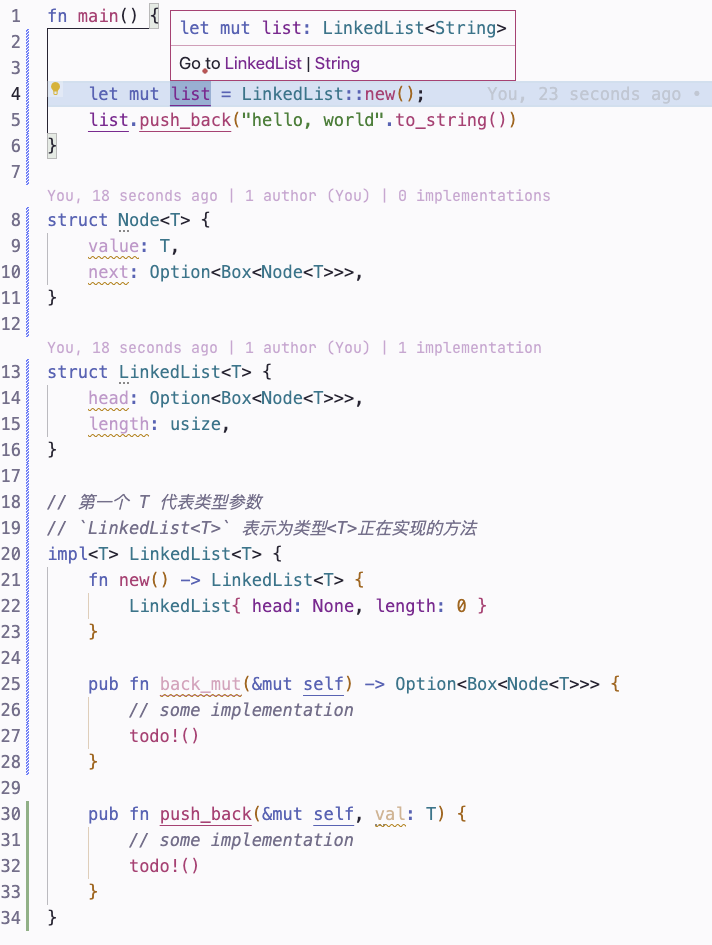 1 fn main() {
let mut list: LinkedList<String>
2
Go to LinkedList | String
3
4     let mut list = LinkedList::new();     You, 23 seconds ago •
5     list.push_back("hello, world".to_string())
6 }
7
You, 18 seconds ago | 1 author (You) | 0 implementations
8 struct Node<T> {
9     value: T,
10     next: Option<Box<Node<T>>>,
11 }
12
You, 18 seconds ago | 1 author (You) | 1 implementation
13 struct LinkedList<T> {
14     head: Option<Box<Node<T>>>,
15     length: usize,
16 }
17
18 // 第一个 T 代表类型参数
19 // `LinkedList<T>` 表示为类型<T>正在实现的方法
20 impl<T> LinkedList<T> {
21     fn new() -> LinkedList<T> {
22         LinkedList{ head: None, length: 0 }
23     }
24
25     pub fn back_mut(&mut self) -> Option<Box<Node<T>>> {
26         // some implementation
27         todo!()
28     }
29
30     pub fn push_back(&mut self, val: T) {
31         // some implementation
32         todo!()
33     }
34 }